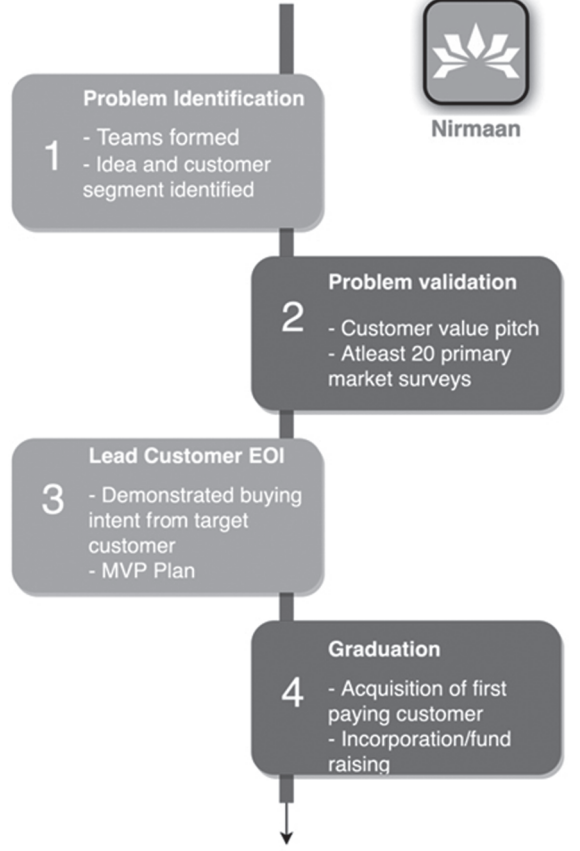 Nirmaan
Problem Identification
1
- Teams formed
- Idea and customer
segment identified
Problem validation
2
- Customer value pitch
- Atleast 20 primary
market surveys
Lead Customer EOI
3
- Demonstrated buying
intent from target
customer
- MVP Plan
Graduation
4
- Acquisition of first
paying customer
- Incorporation/fund
raising